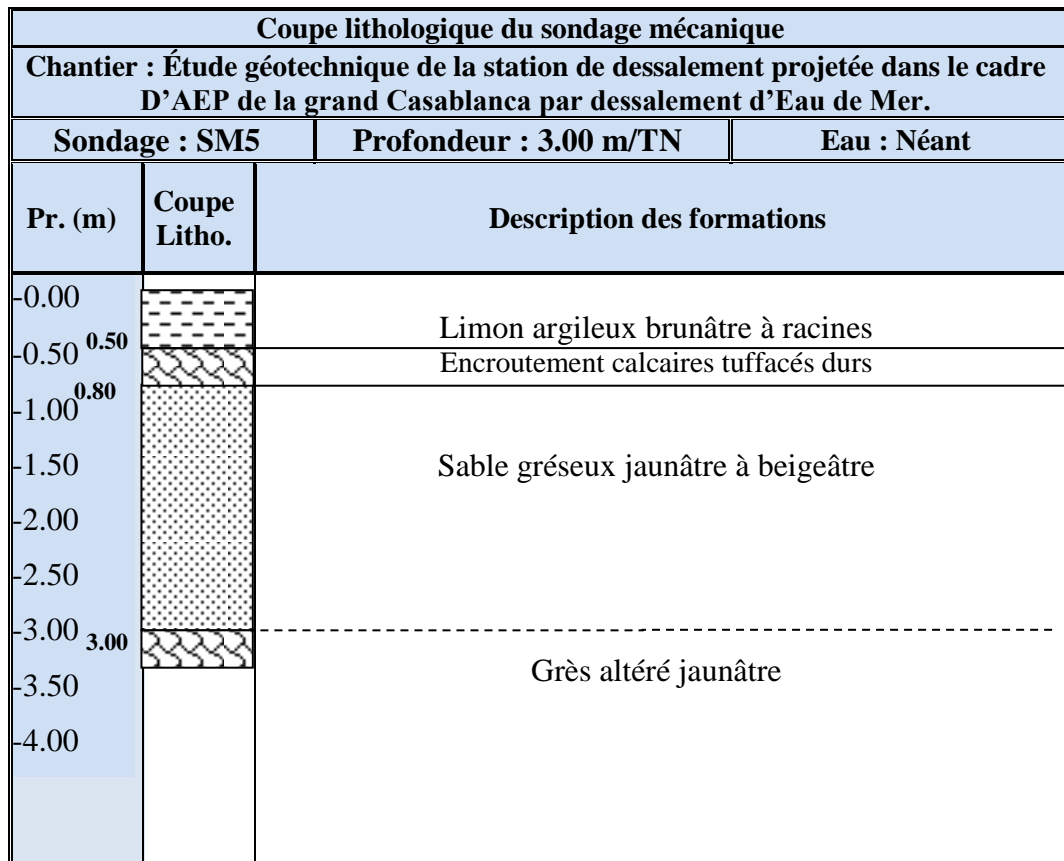 Coupe lithologique du sondage mécanique
Chantier : Étude géotechnique de la station de dessalement projetée dans le cadre
D’AEP de la grand Casablanca par dessalement d’Eau de Mer.
Sondage : SM5
Profondeur : 3.00 m/TN
Eau : Néant
Pr. (m)
Coupe
Litho.
Description des formations
-0.00
Limon argileux brunâtre à racines
0.50
-0.50
Encroutement calcaires tuffacés durs
0.80
-1.00
-1.50
Sable gréseux jaunâtre à beigeâtre
-2.00
-2.50
-3.00
3.00
Grès altéré jaunâtre
-3.50
-4.00